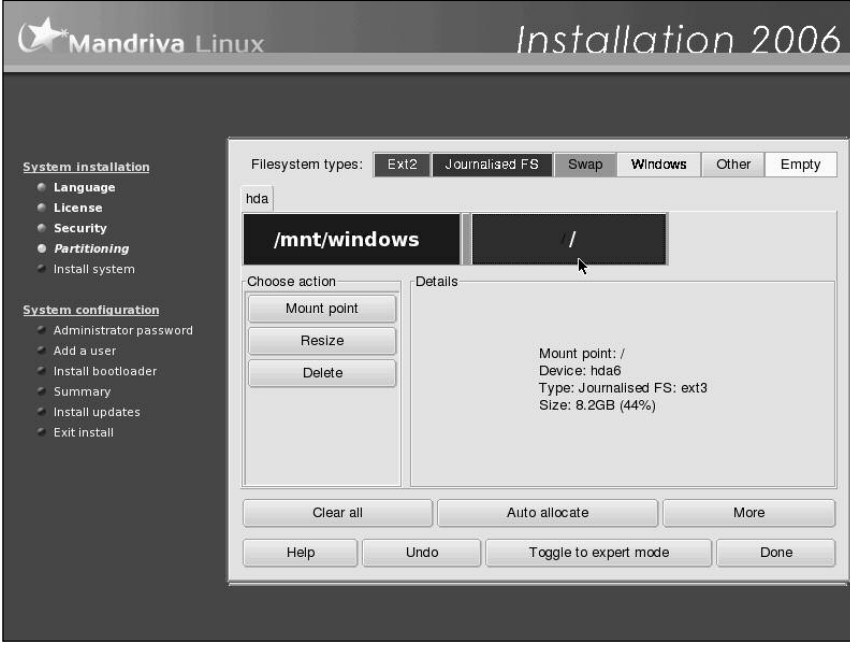 Mandriva Linux
Installation 2006
System installation
Language
License
Security
Partitioning
Install system
System configuration
Administrator password
Add a user
Install bootloader
Summary
Install updates
Exit install
Filesystem types: Ext2 Journalised FS Swap Windows Other Empty
hda
/mnt/windows /
Choose action
Mount point
Resize
Delete
Details
Mount point: /
Device: hda6
Type: Journalised FS: ext3
Size: 8.2GB (44%)
Clear all Auto allocate More
Help Undo Toggle to expert mode Done